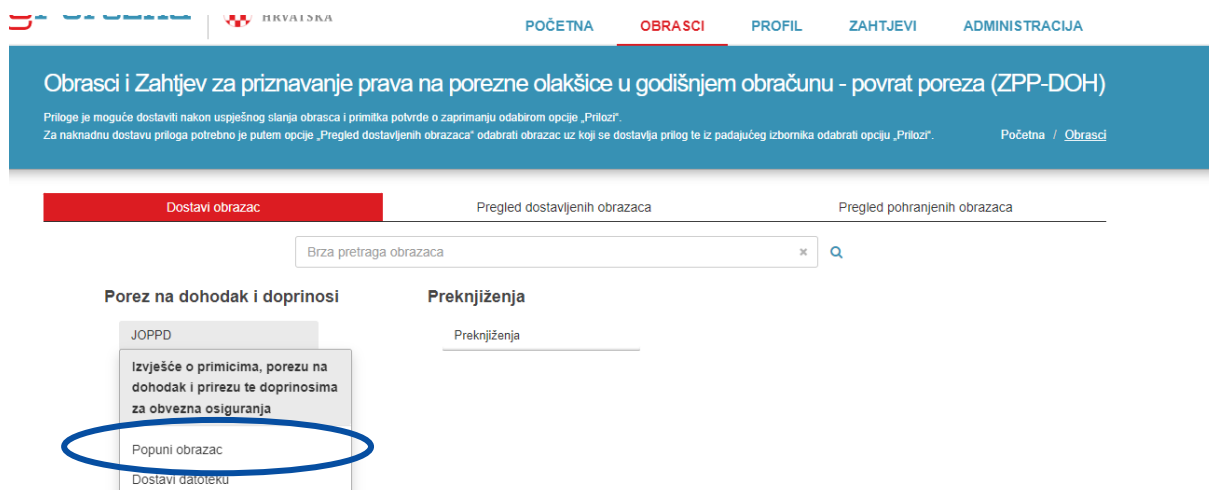 HRVATSKA
POČETNA OBRASCI PROFIL ZAHTJEVI ADMINISTRACIJA
Obrasci i Zahtjev za priznavanje prava na porezne olakšice u godišnjem obračunu - povrat poreza (ZPP-DOH)
Priloge je moguće dostaviti nakon uspješnog slanja obrasca i primitka potvrde o zaprimanju odabirom opcije „Prilozi“.
Za naknadnu dostavu priloga potrebno je putem opcije „Pregled dostavljenih obrazaca“ odabrati obrazac uz koji se dostavlja prilog te iz padajućeg izbornika odabrati opciju „Prilozi“.
Početna / Obrasci
Dostavi obrazac Pregled dostavljenih obrazaca Pregled pohranjenih obrazaca
Brza pretraga obrazaca ×
Porez na dohodak i doprinosi Preknjiženja
JOPPD Preknjiženja
Izvješće o primicima, porezu na
dohodak i prirezu te doprinosima
za obvezna osiguranja
Popuni obrazac
Dostavi datoteku